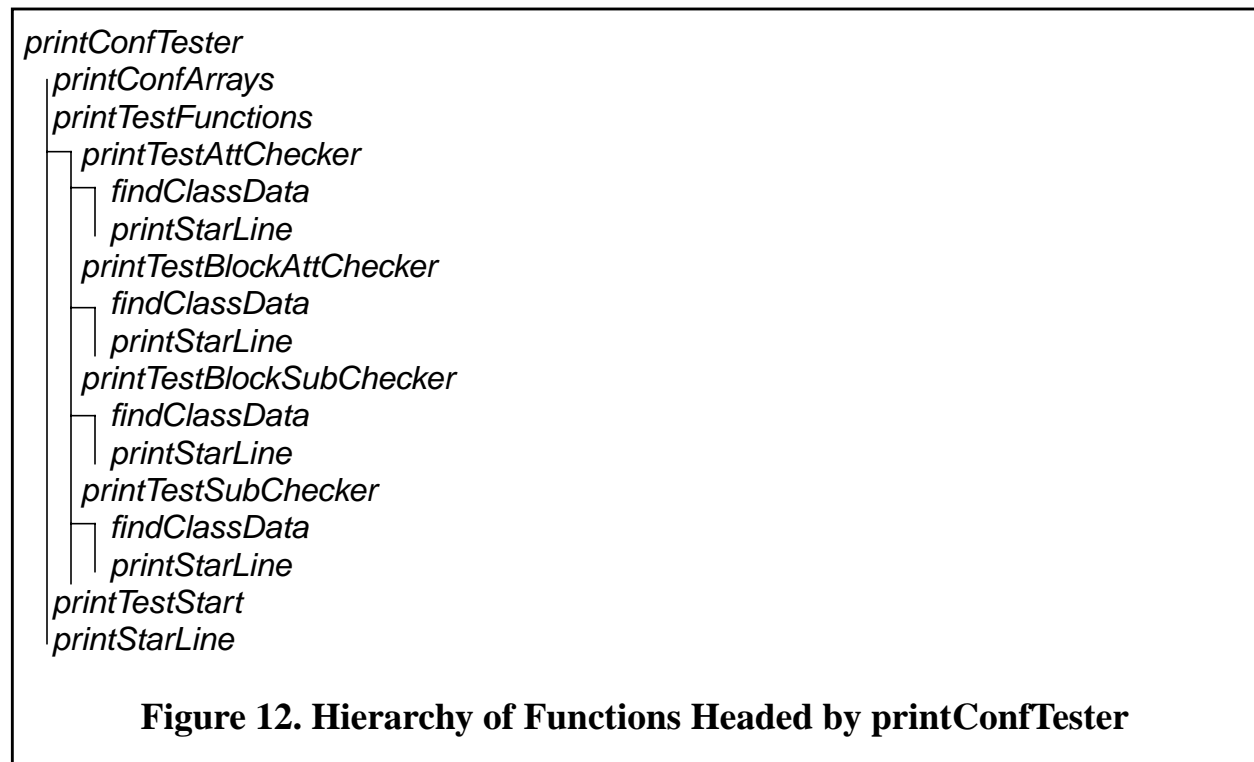 printConfTester
printConfArrays
printTestFunctions
printTestAttChecker
findClassData
printStarLine
printTestBlockAttChecker
findClassData
printStarLine
printTestBlockSubChecker
findClassData
printStarLine
printTestSubChecker
findClassData
printStarLine
printTestStart
printStarLine
Figure 12. Hierarchy of Functions Headed by printConfTester